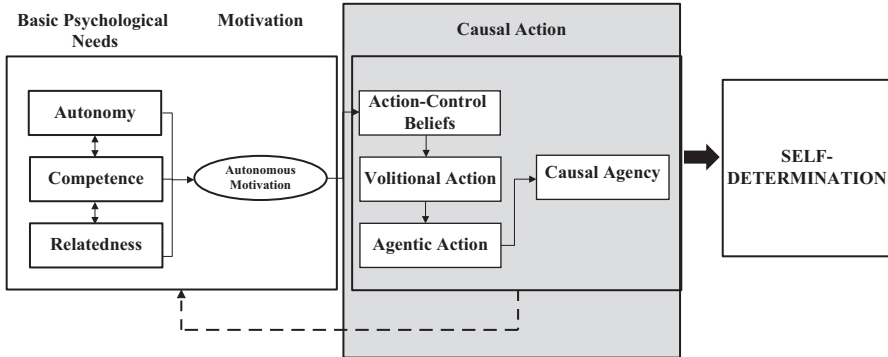 Basic Psychological
Needs
Motivation
Causal Action
Autonomy
Competence
Relatedness
Autonomous
Motivation
Action-Control
Beliefs
Volitional Action
Agentic Action
Causal Agency
SELF-
DETERMINATION